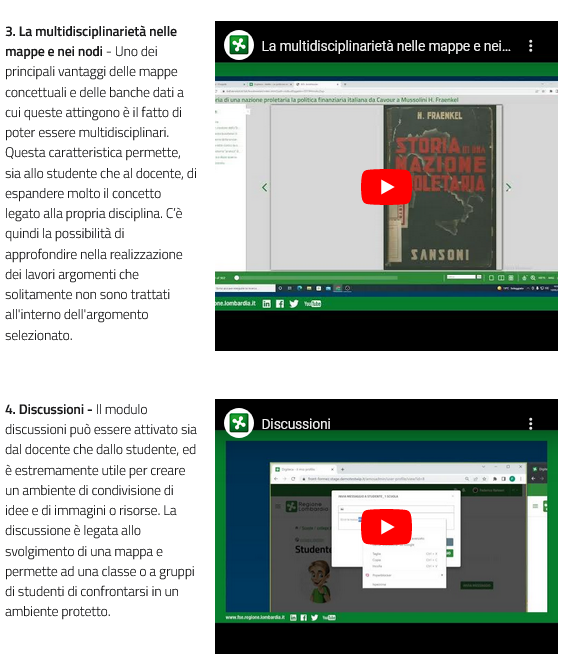 3. La multidisciplinarietà nelle
mappe e nei nodi - Uno dei
principali vantaggi delle mappe
concettuali e delle banche dati a
cui queste attingono è il fatto di
poter essere multidisciplinari.
Questa caratteristica permette,
sia allo studente che al docente, di
espandere molto il concetto
legato alla propria disciplina. C'è
quindi la possibilità di
approfondire nella realizzazione
dei lavori argomenti che
solitamente non sono trattati
all'interno dell'argomento
selezionato.
La multidisciplinarietà nelle mappe e nei...
ria di una nazione proletaria la politica finanziaria italiana da Cavour a Mussolini H. Fraenkel
H. FRAENKEL
STORIA DI UNA
NAZIONE
PROLETARIA
SANSONI
one.lombardia.it
YouTube
4. Discussioni - Il modulo
discussioni può essere attivato sia
dal docente che dallo studente, ed
è estremamente utile per creare
un ambiente di condivisione di
idee e di immagini o risorse. La
discussione è legata allo
svolgimento di una mappa e
permette ad una classe o a gruppi
di studenti di confrontarsi in un
ambiente protetto.
Discussioni
Regione
Lombardia
Studente
www.fse.regione.lombardia.it
YouTube